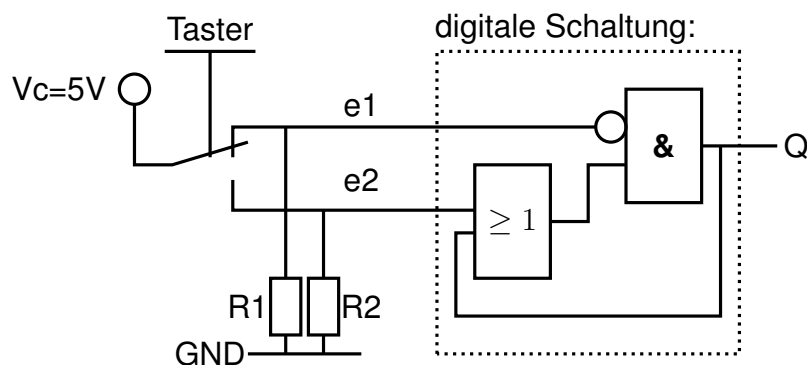 Taster
digitale Schaltung:
Vc=5V
e1
&
Q
e2
≥ 1
R1
R2
GND